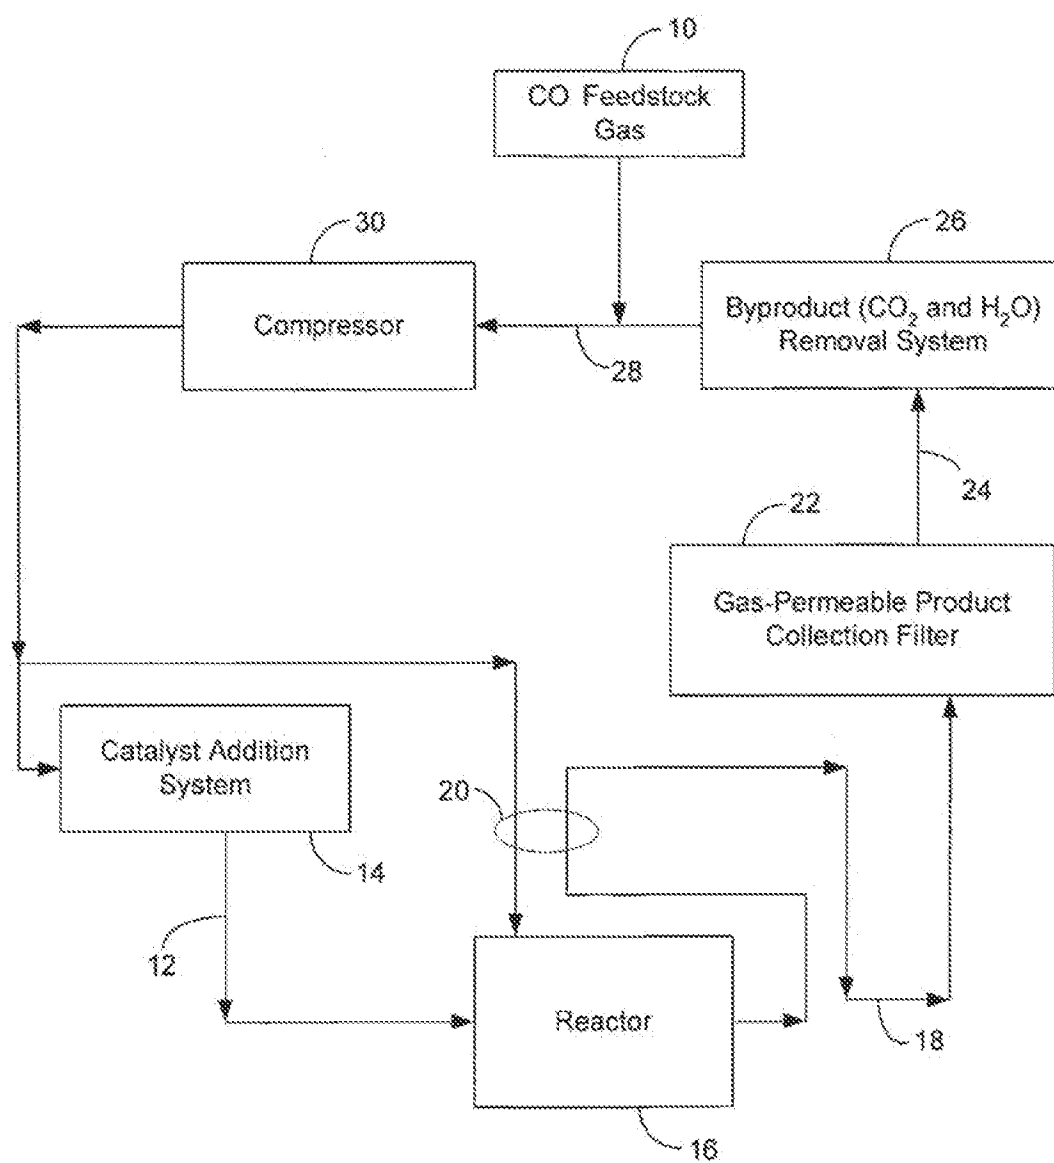 10
CO Feedstock
Gas
30
Compressor
26
Byproduct (CO₂ and H₂O)
Removal System
28
24
22
Gas-Permeable Product
Collection Filter
Catalyst Addition
System
20
14
12
Reactor
18
16